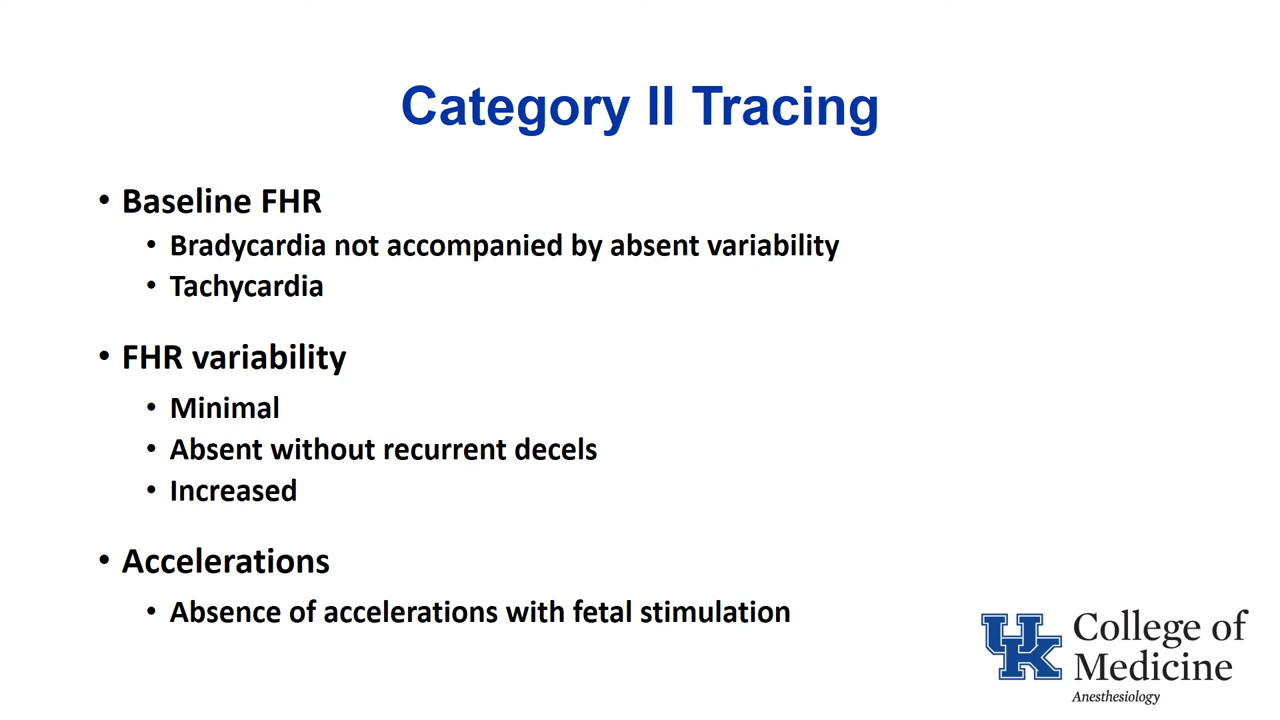 Category II Tracing
• Baseline FHR
• Bradycardia not accompanied by absent variability
• Tachycardia
• FHR variability
• Minimal
• Absent without recurrent decels
• Increased
• Accelerations
• Absence of accelerations with fetal stimulation
UK
College of
Medicine
Anesthesiology